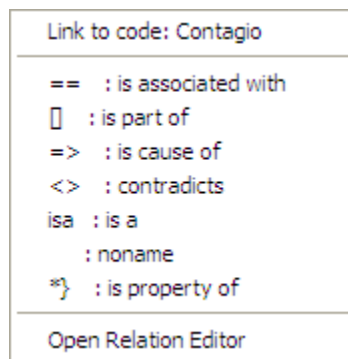 Link to code: Contagio
== : is associated with
[] : is part of
=> : is cause of
<> : contradicts
isa : is a
: noname
*} : is property of
Open Relation Editor